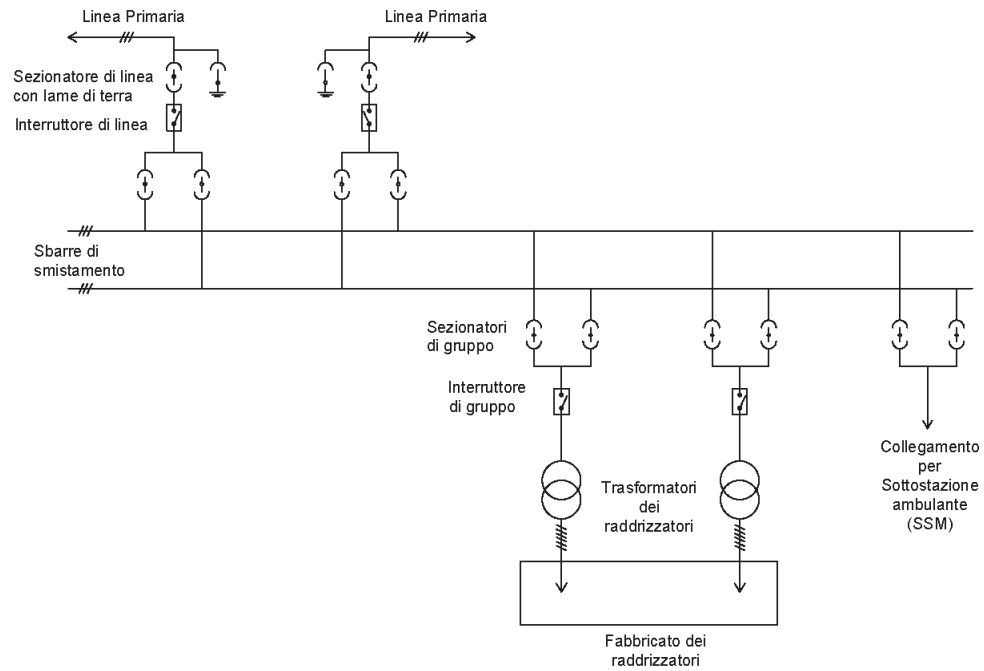 Linea Primaria
Linea Primaria
Sezionatore di linea
con lame di terra
Interruttore di linea
Sbarre di
smistamento
Sezionatori
di gruppo
Interruttore
di gruppo
Trasformatori
dei
raddrizzatori
Collegamento
per
Sottostazione
ambulante
(SSM)
Fabbricato dei
raddrizzatori